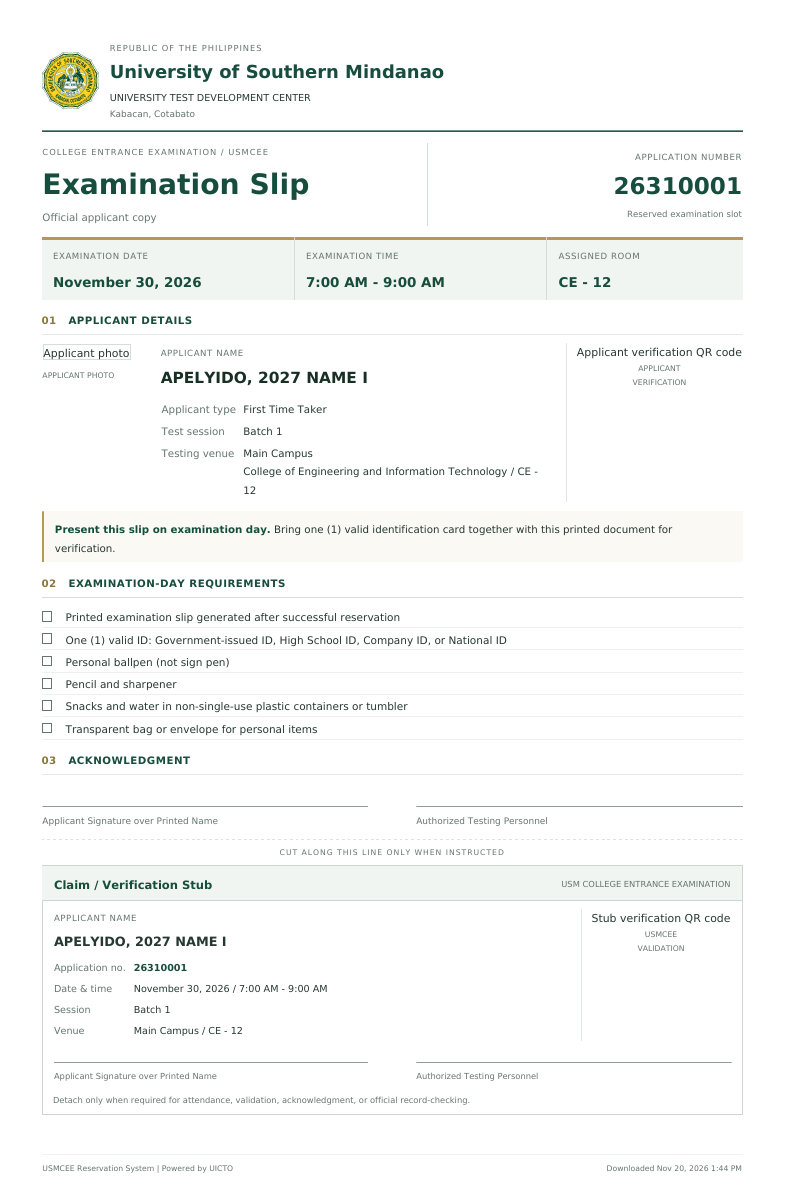 REPUBLIC OF THE PHILIPPINES
University of Southern Mindanao
UNIVERSITY TEST DEVELOPMENT CENTER
Kabacan, Cotabato
COLLEGE ENTRANCE EXAMINATION / USMCEE
Examination Slip
Official applicant copy
APPLICATION NUMBER
26310001
Reserved examination slot
EXAMINATION DATE
November 30, 2026
EXAMINATION TIME
7:00 AM - 9:00 AM
ASSIGNED ROOM
CE - 12
01 APPLICANT DETAILS
Applicant photo
APPLICANT PHOTO
APPLICANT NAME
APELYIDO, 2027 NAME I
Applicant type First Time Taker
Test session Batch 1
Testing venue Main Campus
College of Engineering and Information Technology / CE -
12
Applicant verification QR code
APPLICANT
VERIFICATION
Present this slip on examination day. Bring one (1) valid identification card together with this printed document for
verification.
02 EXAMINATION-DAY REQUIREMENTS
Printed examination slip generated after successful reservation
One (1) valid ID: Government-issued ID, High School ID, Company ID, or National ID
Personal ballpen (not sign pen)
Pencil and sharpener
Snacks and water in non-single-use plastic containers or tumbler
Transparent bag or envelope for personal items
03 ACKNOWLEDGMENT
Applicant Signature over Printed Name
Authorized Testing Personnel
CUT ALONG THIS LINE ONLY WHEN INSTRUCTED
Claim / Verification Stub
USM COLLEGE ENTRANCE EXAMINATION
APPLICANT NAME
APELYIDO, 2027 NAME I
Application no. 26310001
Date & time November 30, 2026 / 7:00 AM - 9:00 AM
Session Batch 1
Venue Main Campus / CE - 12
Stub verification QR code
USMCEE
VALIDATION
Applicant Signature over Printed Name
Authorized Testing Personnel
Detach only when required for attendance, validation, acknowledgment, or official record-checking.
USMCEE Reservation System | Powered by UICTO
Downloaded Nov 20, 2026 1:44 PM